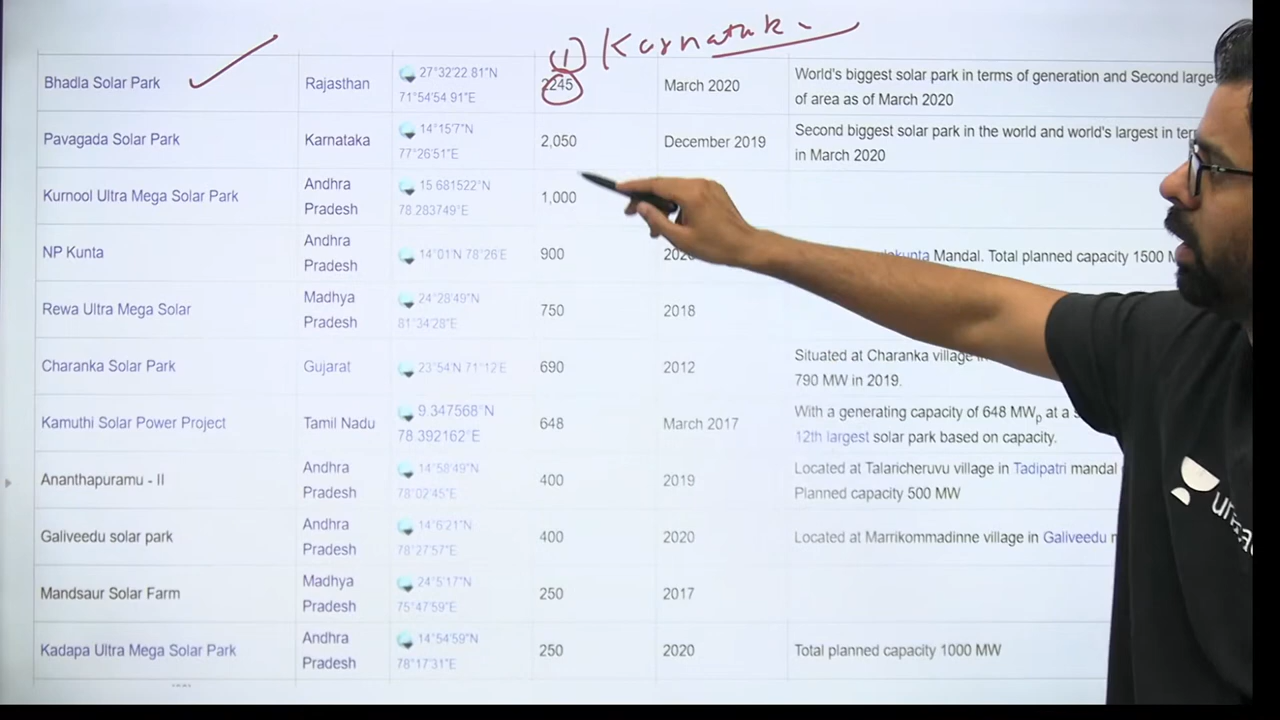 ① Karnatak
Bhadla Solar Park Rajasthan 27°32'22.81"N 71°54'54.91"E 2245 March 2020 World's biggest solar park in terms of generation and Second
of area as of March 2020
Pavagada Solar Park Karnataka 14°15'7"N 77°26'51"E 2,050 December 2019 Second biggest solar park in the world and world's largest in
in March 2020
Kurnool Ultra Mega Solar Park Andhra Pradesh 15.681522°N 78.283749°E 1,000
NP Kunta Andhra Pradesh 14°01'N 78°26'E 900 2020 Mandal. Total planned capacity 1500
Rewa Ultra Mega Solar Madhya Pradesh 24°28'49"N 81°34'28"E 750 2018
Charanka Solar Park Gujarat 23°54'N 71°12'E 690 2012 Situated at Charanka village
790 MW in 2019.
Kamuthi Solar Power Project Tamil Nadu 9.347568°N 78.392162°E 648 March 2017 With a generating capacity of 648 MWp at a
12th largest solar park based on capacity.
Ananthapuramu - II Andhra Pradesh 14°58'49"N 78°02'45"E 400 2019 Located at Talaricheruvu village in Tadipatri mandal
Planned capacity 500 MW
Galiveedu solar park Andhra Pradesh 14°6'21"N 78°27'57"E 400 2020 Located at Marrikommadinne village in Galiveedu
Mandsaur Solar Farm Madhya Pradesh 24°5'17"N 75°47'59"E 250 2017
Kadapa Ultra Mega Solar Park Andhra Pradesh 14°54'59"N 78°17'31"E 250 2020 Total planned capacity 1000 MW